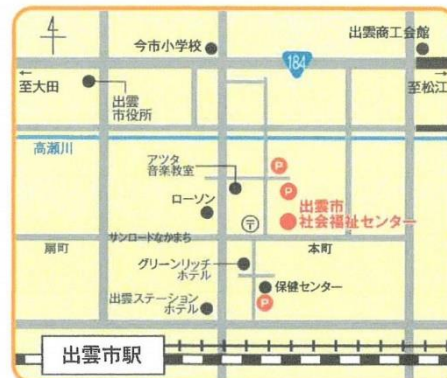 今市小学校
出雲商工会館
184
←
至大田
→
至松江
出雲
市役所
高瀬川
アツタ
音楽教室
P
P
ローソン
出雲市
社会福祉センター
〒
サンロードなかまち
扇町
本町
グリーンリッチ
ホテル
保健センター
P
出雲ステーション
ホテル
出雲市駅